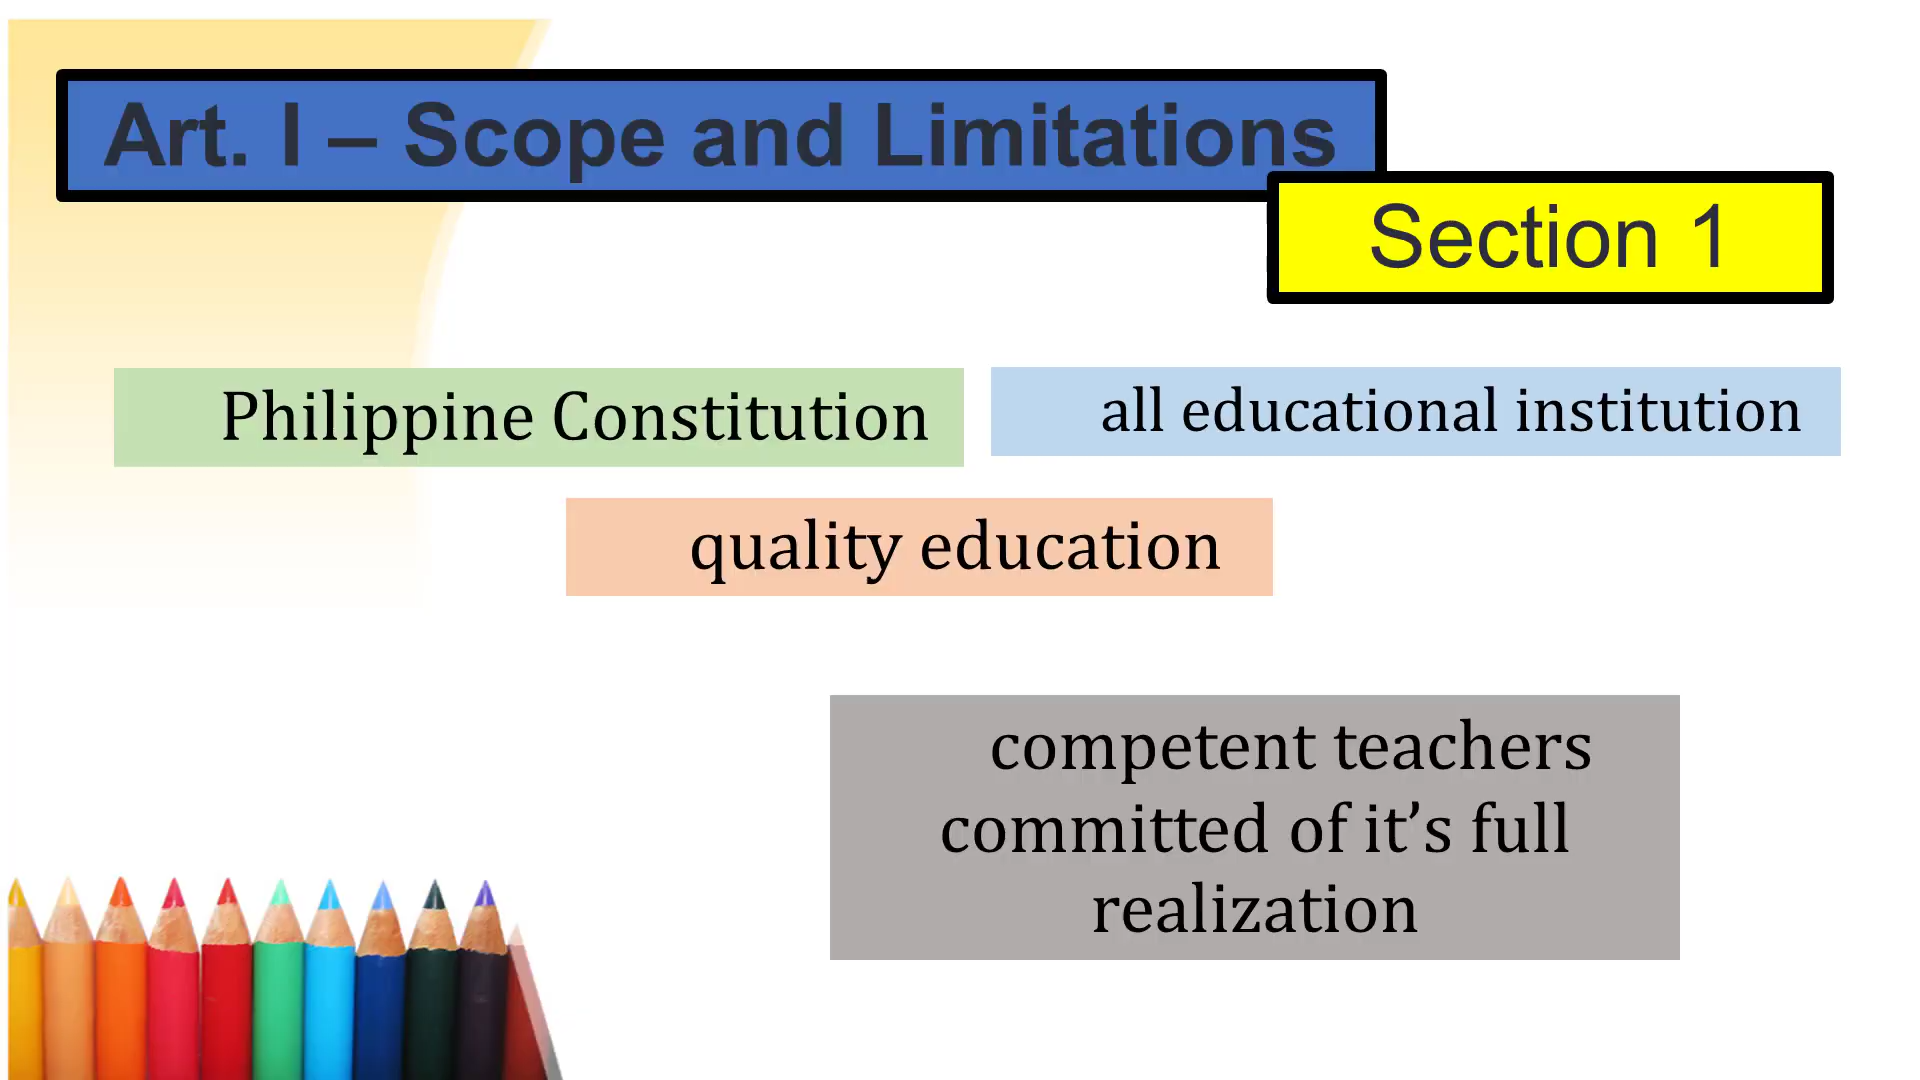 Art. I – Scope and Limitations
Section 1
Philippine Constitution
all educational institution
quality education
competent teachers
committed of it’s full
realization